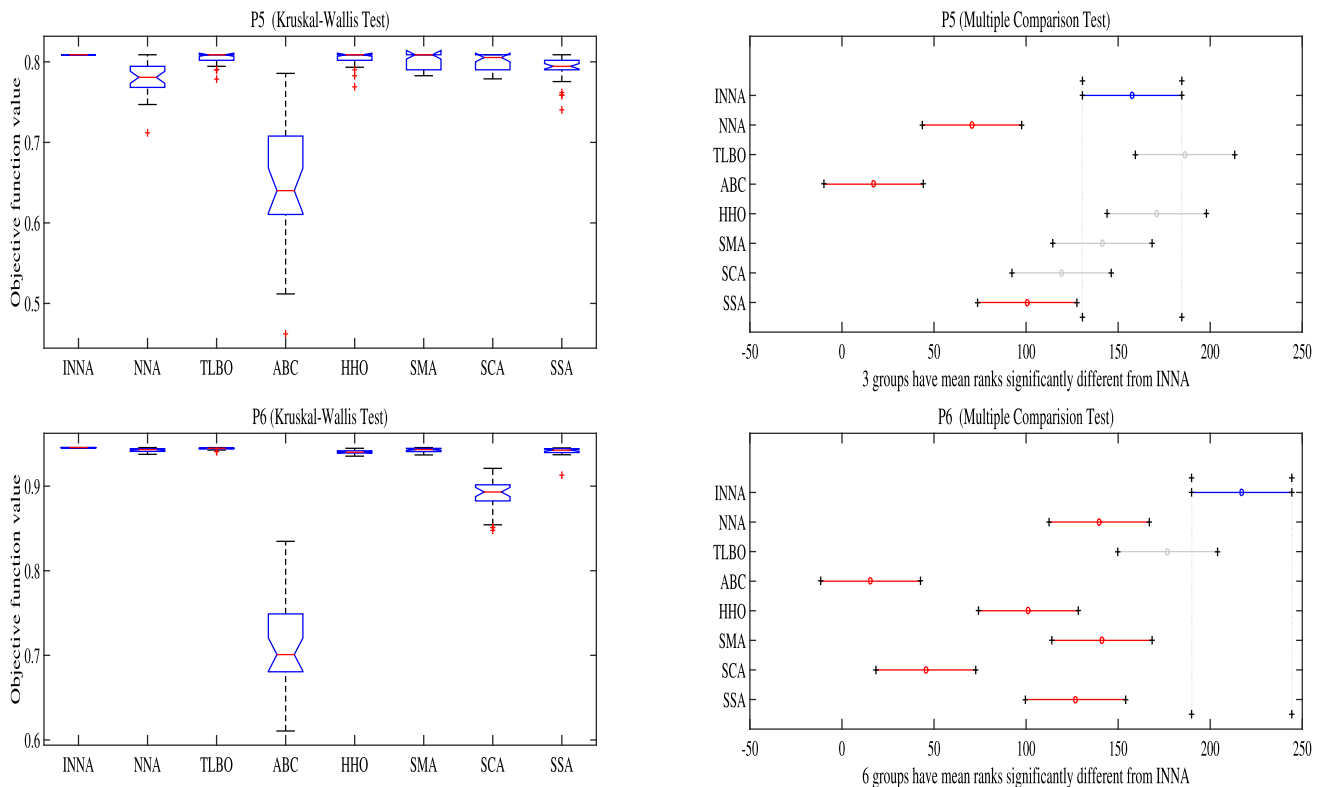 P5 (Kruskal-Wallis Test)
Objective function value
0.8
0.7
0.6
0.5
INNA NNA TLBO ABC HHO SMA SCA SSA
P5 (Multiple Comparison Test)
INNA
NNA
TLBO
ABC
HHO
SMA
SCA
SSA
-50 0 50 100 150 200 250
3 groups have mean ranks significantly different from INNA
P6 (Kruskal-Wallis Test)
Objective function value
0.9
0.8
0.7
0.6
INNA NNA TLBO ABC HHO SMA SCA SSA
P6 (Multiple Comparision Test)
INNA
NNA
TLBO
ABC
HHO
SMA
SCA
SSA
-50 0 50 100 150 200 250
6 groups have mean ranks significantly different from INNA